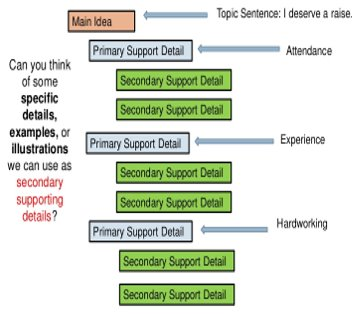 Main Idea
Topic Sentence: I deserve a raise.
Primary Support Detail
Attendance
Can you think
of some
specific
details,
examples, or
illustrations
we can use as
secondary
supporting
details?
Secondary Support Detail
Secondary Support Detail
Primary Support Detail
Experience
Secondary Support Detail
Secondary Support Detail
Primary Support Detail
Hardworking
Secondary Support Detail
Secondary Support Detail